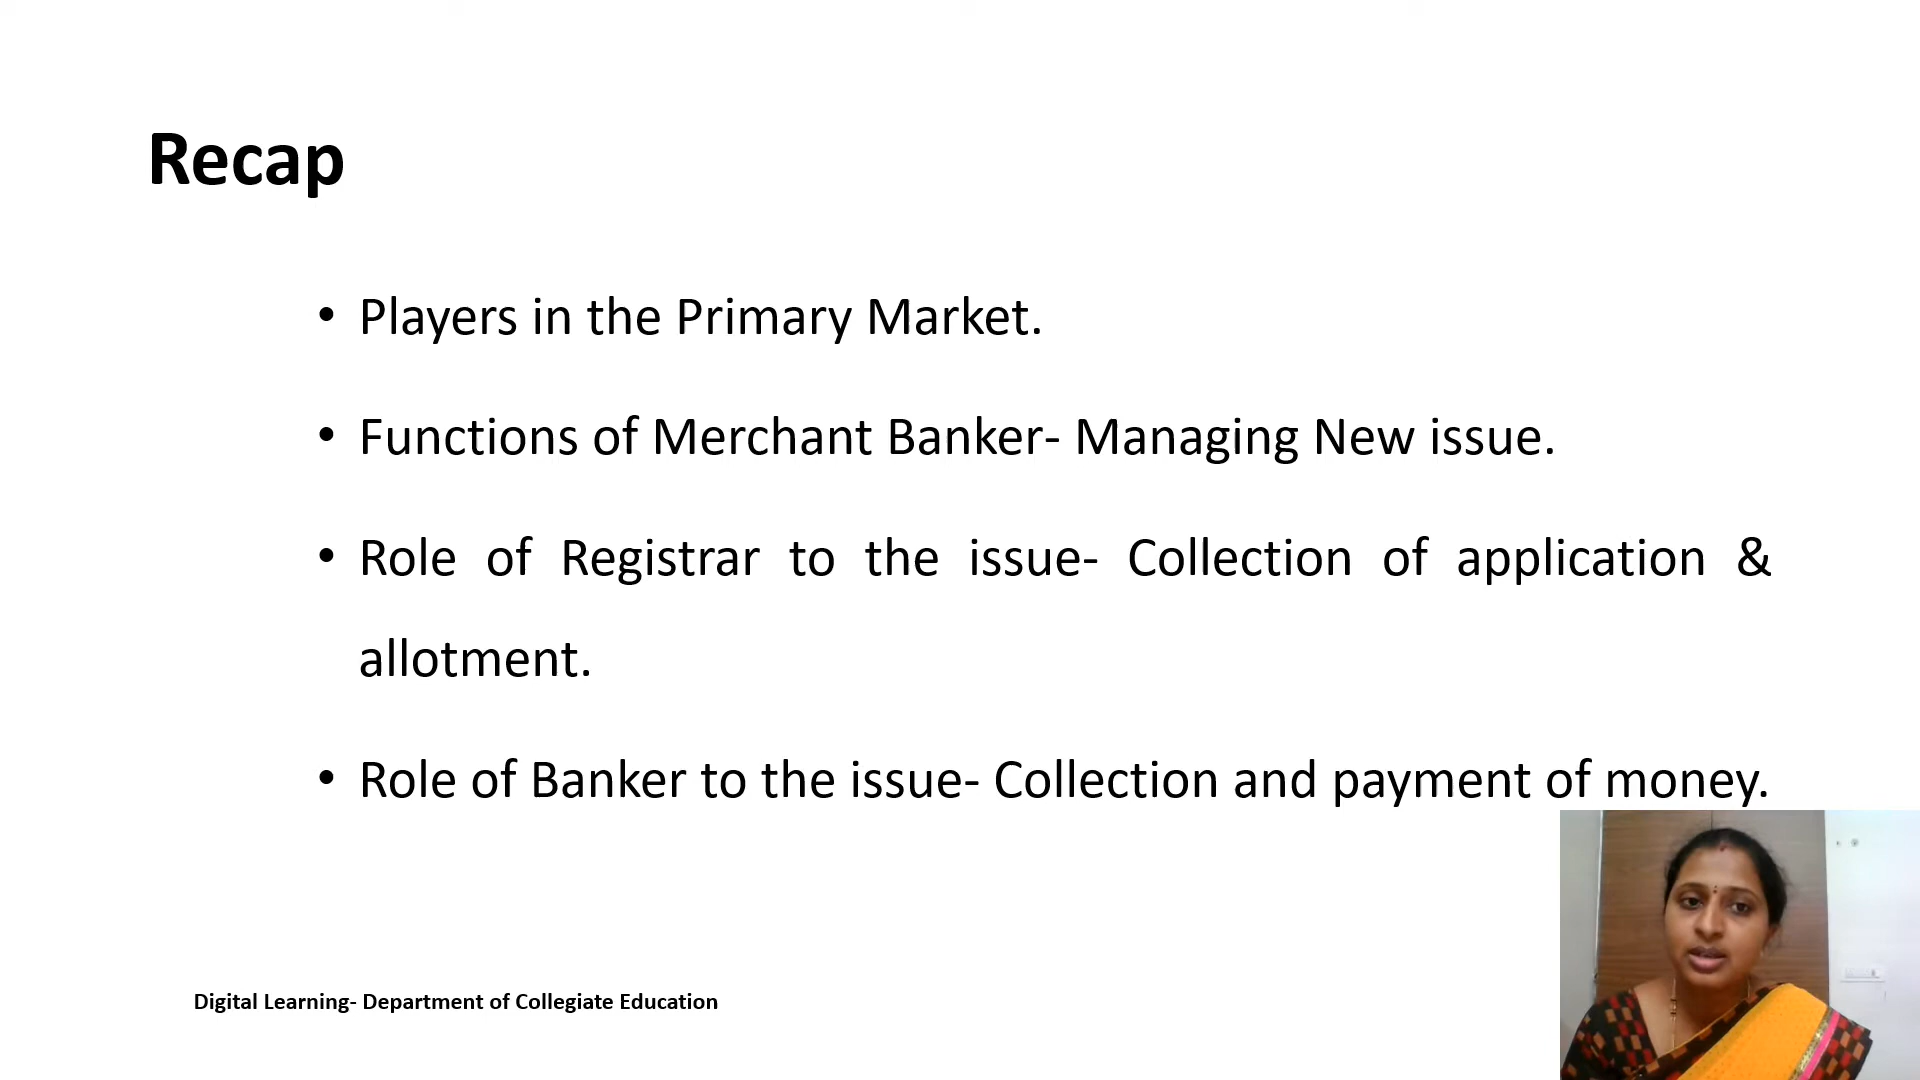 Recap
• Players in the Primary Market.
• Functions of Merchant Banker- Managing New issue.
• Role of Registrar to the issue- Collection of application &
allotment.
• Role of Banker to the issue- Collection and payment of money.
Digital Learning- Department of Collegiate Education